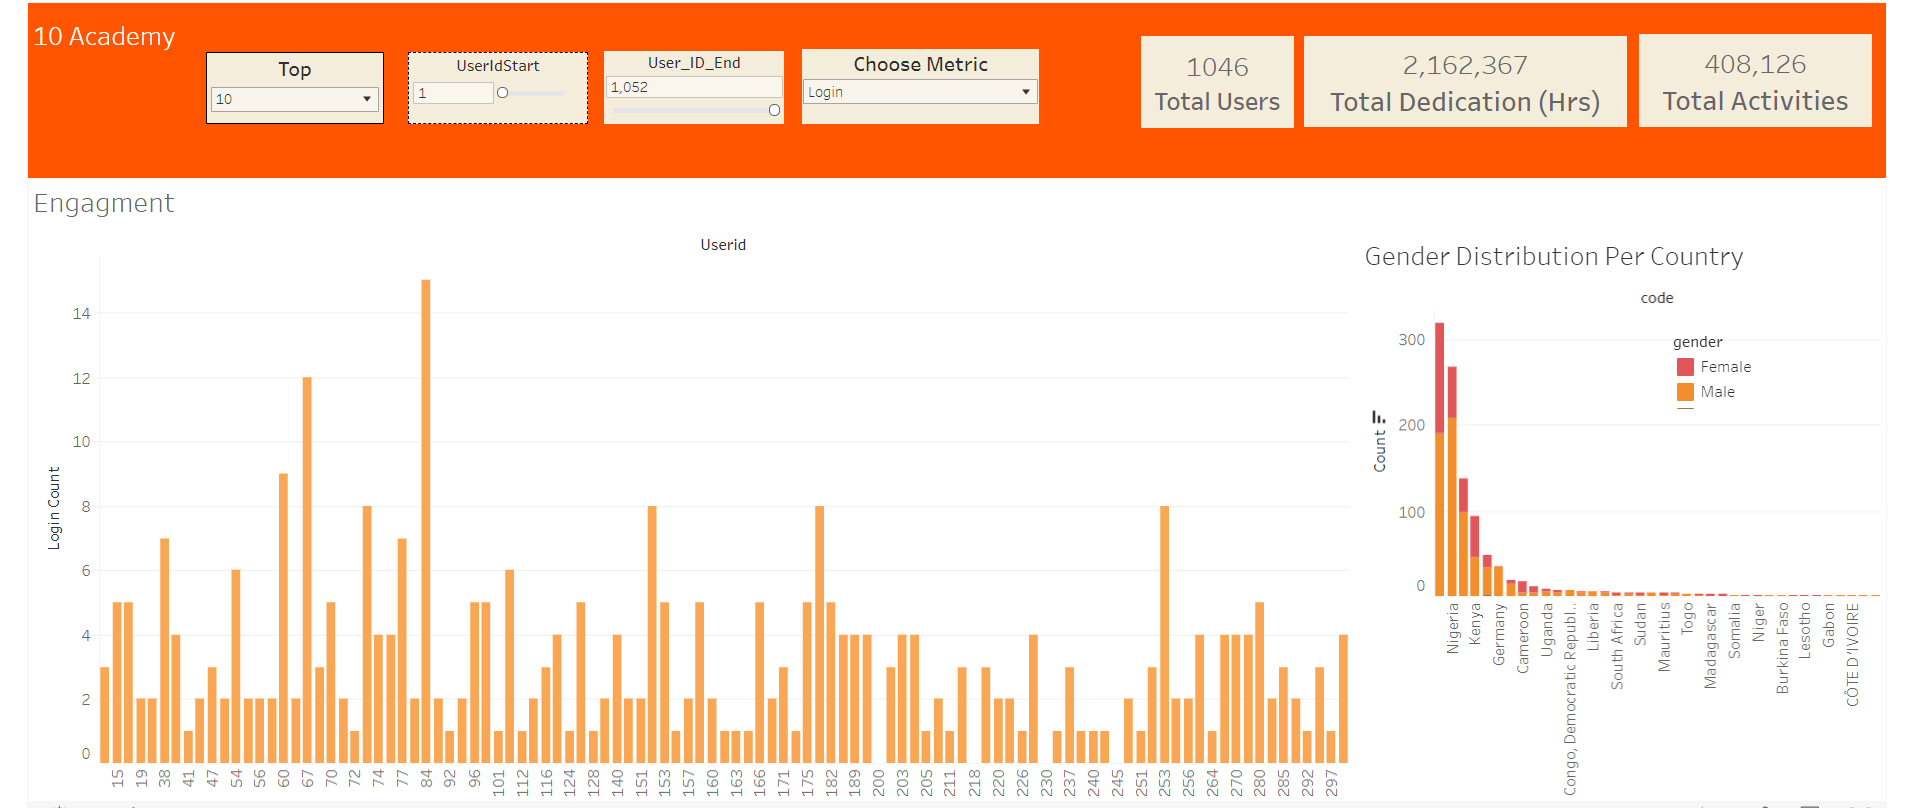 10 Academy
Top
10
UserIdStart
1
User_ID_End
1,052
Choose Metric
Login
1046
Total Users
2,162,367
Total Dedication (Hrs)
408,126
Total Activities
Engagment
Userid
Login Count
14
12
10
8
6
4
2
0
15
19
38
41
47
54
56
60
67
70
72
74
77
84
92
96
101
112
116
124
128
140
151
153
157
160
163
166
171
175
182
189
200
203
205
211
218
220
226
230
237
240
245
251
253
256
264
270
280
285
292
297
Gender Distribution Per Country
code
gender
Female
Male
Count
300
200
100
0
Nigeria
Kenya
Germany
Cameroon
Uganda
Congo, Democratic Republ..
Liberia
South Africa
Sudan
Mauritius
Togo
Madagascar
Somalia
Niger
Burkina Faso
Lesotho
Gabon
CÔTE D'IVOIRE